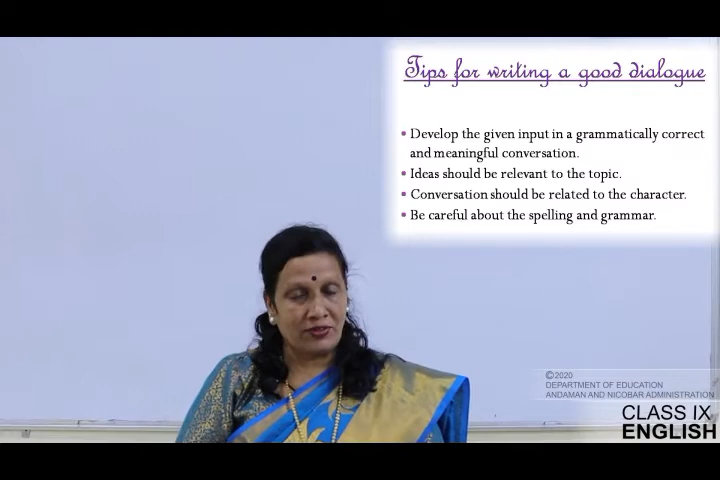 Tips for writing a good dialogue
• Develop the given input in a grammatically correct
and meaningful conversation.
• Ideas should be relevant to the topic.
• Conversation should be related to the character.
• Be careful about the spelling and grammar.
©2020
DEPARTMENT OF EDUCATION
ANDAMAN AND NICOBAR ADMINISTRATION
CLASS IX
ENGLISH